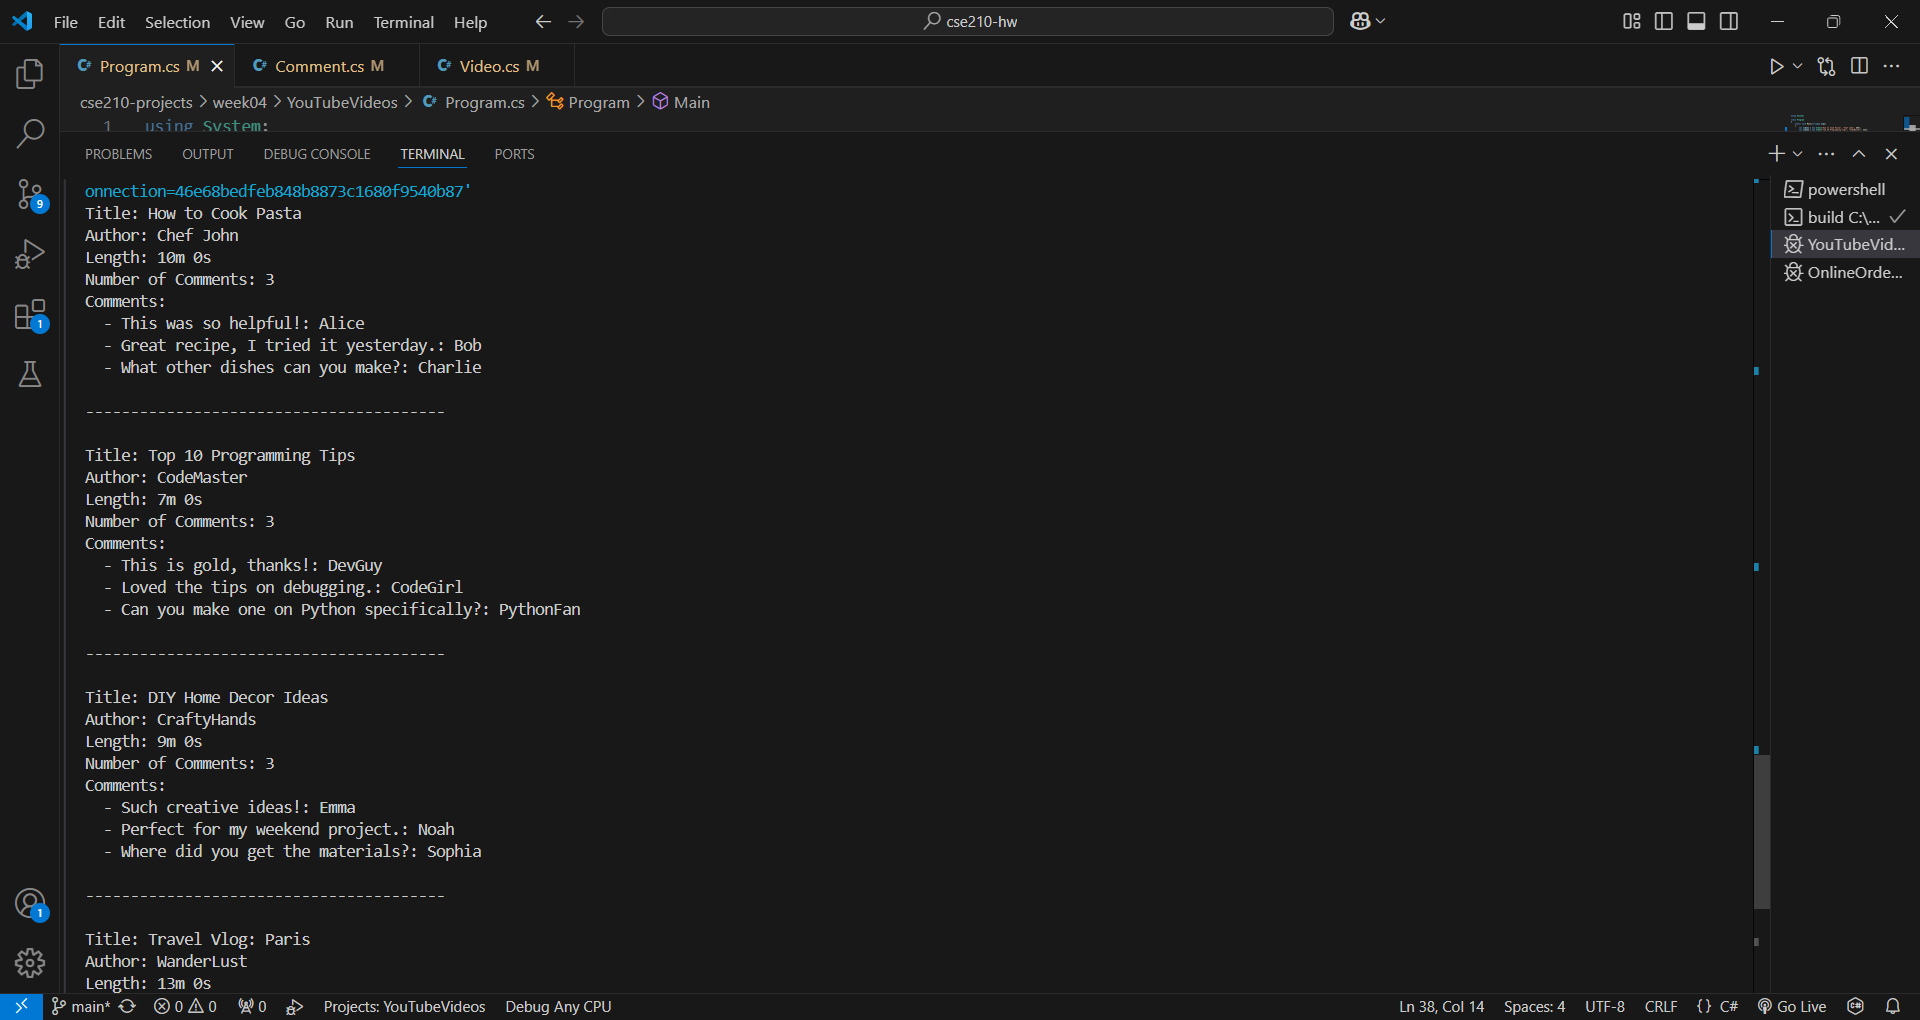 File Edit Selection View Go Run Terminal Help cse210-hw
C# Program.cs M C# Comment.cs M C# Video.cs M
cse210-projects > week04 > YouTubeVideos > C# Program.cs > Program > Main
1 using System;
PROBLEMS OUTPUT DEBUG CONSOLE TERMINAL PORTS
onnection=46e68bedfeb848b8873c1680f9540b87'
Title: How to Cook Pasta
Author: Chef John
Length: 10m 0s
Number of Comments: 3
Comments:
- This was so helpful!: Alice
- Great recipe, I tried it yesterday.: Bob
- What other dishes can you make?: Charlie
----------------------------------------
Title: Top 10 Programming Tips
Author: CodeMaster
Length: 7m 0s
Number of Comments: 3
Comments:
- This is gold, thanks!: DevGuy
- Loved the tips on debugging.: CodeGirl
- Can you make one on Python specifically?: PythonFan
----------------------------------------
Title: DIY Home Decor Ideas
Author: CraftyHands
Length: 9m 0s
Number of Comments: 3
Comments:
- Such creative ideas!: Emma
- Perfect for my weekend project.: Noah
- Where did you get the materials?: Sophia
----------------------------------------
Title: Travel Vlog: Paris
Author: WanderLust
Length: 13m 0s
powershell
build C:\...
YouTubeVid...
OnlineOrde...
9
1
1
main* 0 0 0 Projects: YouTubeVideos Debug Any CPU Ln 38, Col 14 Spaces: 4 UTF-8 CRLF {} C# Go Live